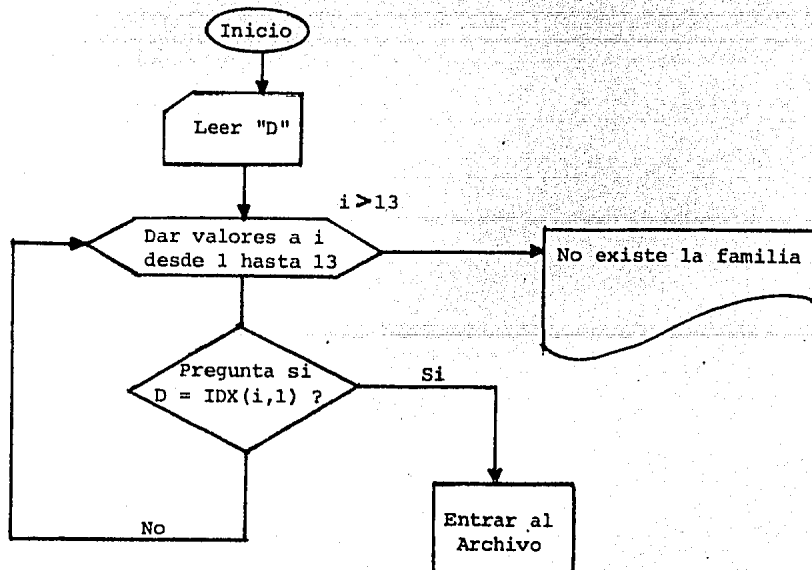 Inicio
Leer "D"
i>13
Dar valores a i
desde 1 hasta 13
No existe la familia
Pregunta si
D = IDX(i,1) ?
Si
No
Entrar al
Archivo